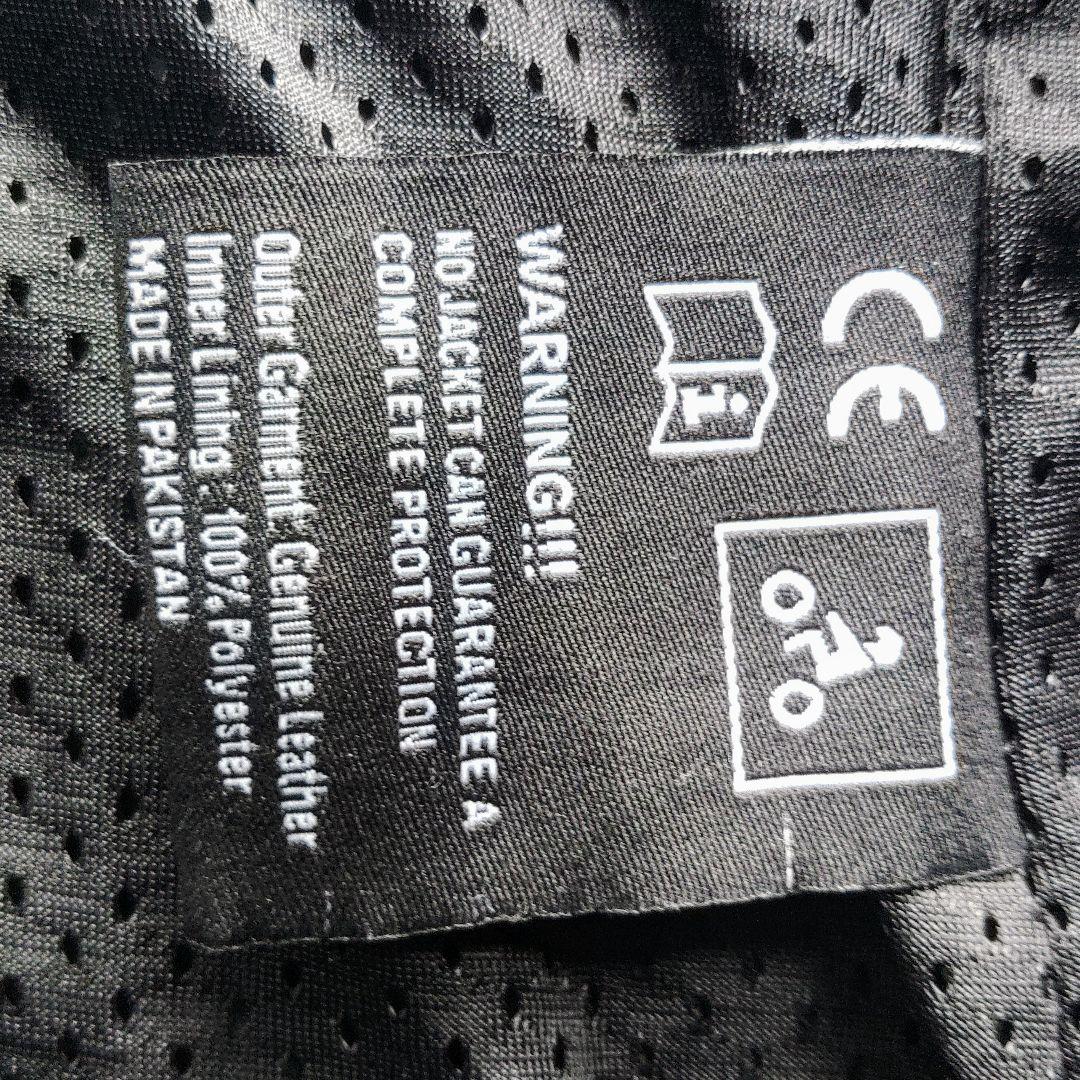 CE
i
WARNING!!!
NO JACKET CAN GUARANTEE A
COMPLETE PROTECTION
Outer Garment: Genuine Leather
Inner Lining : 100% Polyester
MADE IN PAKISTAN